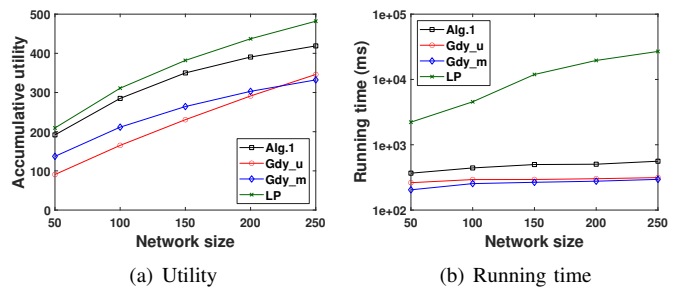 500
400
300
200
100
0
50 100 150 200 250
Accumulative utility
Network size
Alg.1
Gdy_u
Gdy_m
LP
(a) Utility
1e+05
1e+04
1e+03
1e+02
50 100 150 200 250
Running time (ms)
Network size
Alg.1
Gdy_u
Gdy_m
LP
(b) Running time